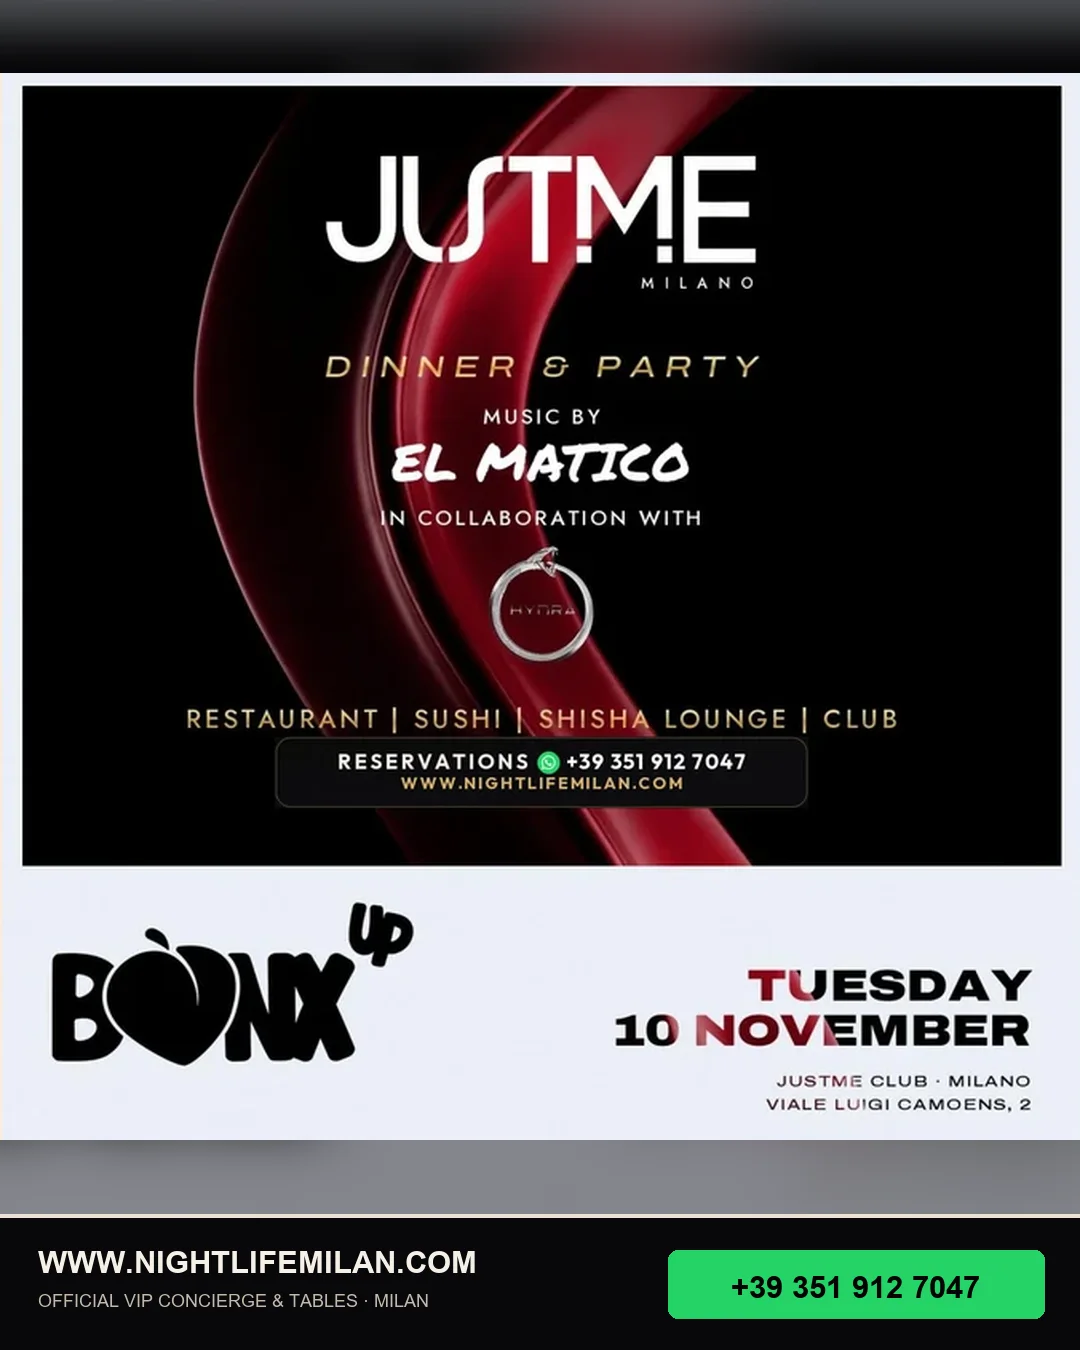 JUSTME
MILANO
DINNER & PARTY
MUSIC BY
EL MATICO
IN COLLABORATION WITH
HYDRA
RESTAURANT | SUSHI | SHISHA LOUNGE | CLUB
RESERVATIONS +39 351 912 7047
WWW.NIGHTLIFEMILAN.COM
BONX UP
TUESDAY
10 NOVEMBER
JUSTME CLUB · MILANO
VIALE LUIGI CAMOENS, 2
WWW.NIGHTLIFEMILAN.COM
OFFICIAL VIP CONCIERGE & TABLES · MILAN
+39 351 912 7047